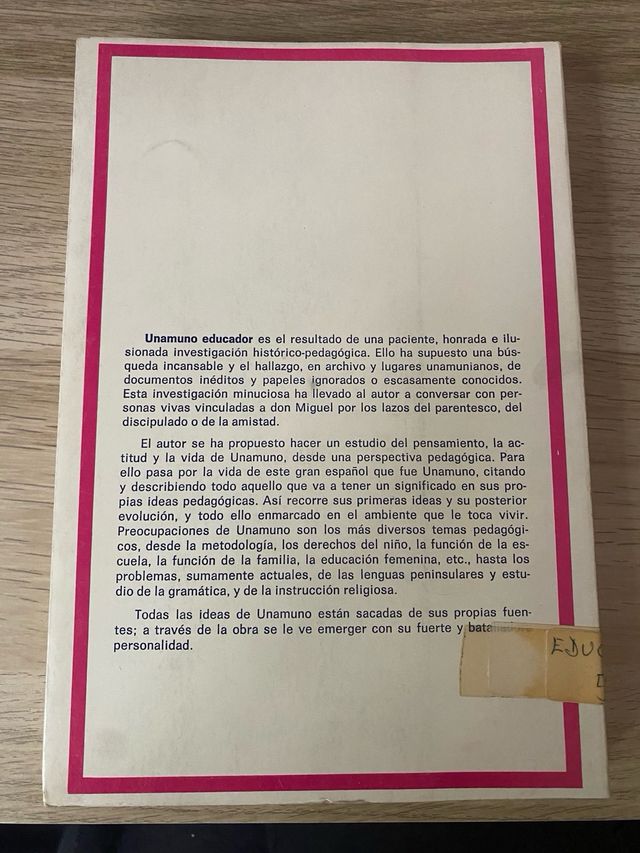 Unamuno educador es el resultado de una paciente, honrada e ilu-
sionada investigación histórico-pedagógica. Ello ha supuesto una bús-
queda incansable y el hallazgo, en archivo y lugares unamunianos, de
documentos inéditos y papeles ignorados o escasamente conocidos.
Esta investigación minuciosa ha llevado al autor a conversar con per-
sonas vivas vinculadas a don Miguel por los lazos del parentesco, del
discipulado o de la amistad.
El autor se ha propuesto hacer un estudio del pensamiento, la ac-
titud y la vida de Unamuno, desde una perspectiva pedagógica. Para
ello pasa por la vida de este gran español que fue Unamuno, citando
y describiendo todo aquello que va a tener un significado en sus pro-
pias ideas pedagógicas. Así recorre sus primeras ideas y su posterior
evolución, y todo ello enmarcado en el ambiente que le toca vivir.
Preocupaciones de Unamuno son los más diversos temas pedagógi-
cos, desde la metodología, los derechos del niño, la función de la es-
cuela, la función de la familia, la educación femenina, etc., hasta los
problemas, sumamente actuales, de las lenguas peninsulares y estu-
dio de la gramática, y de la instrucción religiosa.
Todas las ideas de Unamuno están sacadas de sus propias fuen-
tes; a través de la obra se le ve emerger con su fuerte y
personalidad.
EDUC